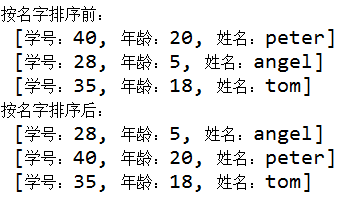 按名字排序前：
[学号：40, 年龄：20, 姓名：peter]
[学号：28, 年龄：5, 姓名：angel]
[学号：35, 年龄：18, 姓名：tom]
按名字排序后：
[学号：28, 年龄：5, 姓名：angel]
[学号：40, 年龄：20, 姓名：peter]
[学号：35, 年龄：18, 姓名：tom]